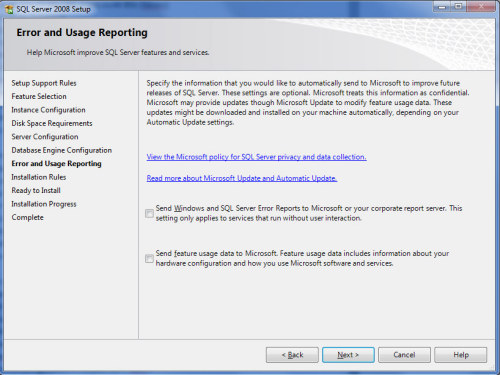 SQL Server 2008 Setup
Error and Usage Reporting
Help Microsoft improve SQL Server features and services.
Setup Support Rules
Feature Selection
Instance Configuration
Disk Space Requirements
Server Configuration
Database Engine Configuration
Error and Usage Reporting
Installation Rules
Ready to Install
Installation Progress
Complete
Specify the information that you would like to automatically send to Microsoft to improve future
releases of SQL Server. These settings are optional. Microsoft treats this information as confidential.
Microsoft may provide updates though Microsoft Update to modify feature usage data. These
updates might be downloaded and installed on your machine automatically, depending on your
Automatic Update settings.
View the Microsoft policy for SQL Server privacy and data collection.
Read more about Microsoft Update and Automatic Update.
Send Windows and SQL Server Error Reports to Microsoft or your corporate report server. This
setting only applies to services that run without user interaction.
Send feature usage data to Microsoft. Feature usage data includes information about your
hardware configuration and how you use Microsoft software and services.
< Back
Next >
Cancel
Help